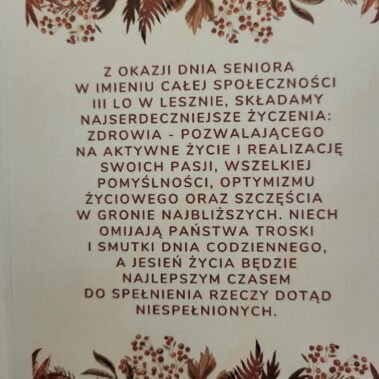 Z OKAZJI DNIA SENIORA
W IMIENIU CAŁEJ SPOŁECZNOŚCI
III LO W LESZNIE, SKŁADAMY
NAJSERDECZNIEJSZE ŻYCZENIA:
ZDROWIA - POZWALAJĄCEGO
NA AKTYWNE ŻYCIE I REALIZACJĘ
SWOICH PASJI, WSZELKIEJ
POMYŚLNOŚCI, OPTYMIZMU
ŻYCIOWEGO ORAZ SZCZĘŚCIA
W GRONIE NAJBLIŻSZYCH. NIECH
OMIJAJĄ PAŃSTWA TROSKI
I SMUTKI DNIA CODZIENNEGO,
A JESIEŃ ŻYCIA BĘDZIE
NAJLEPSZYM CZASEM
DO SPEŁNIENIA RZECZY DOTĄD
NIESPEŁNIONYCH.